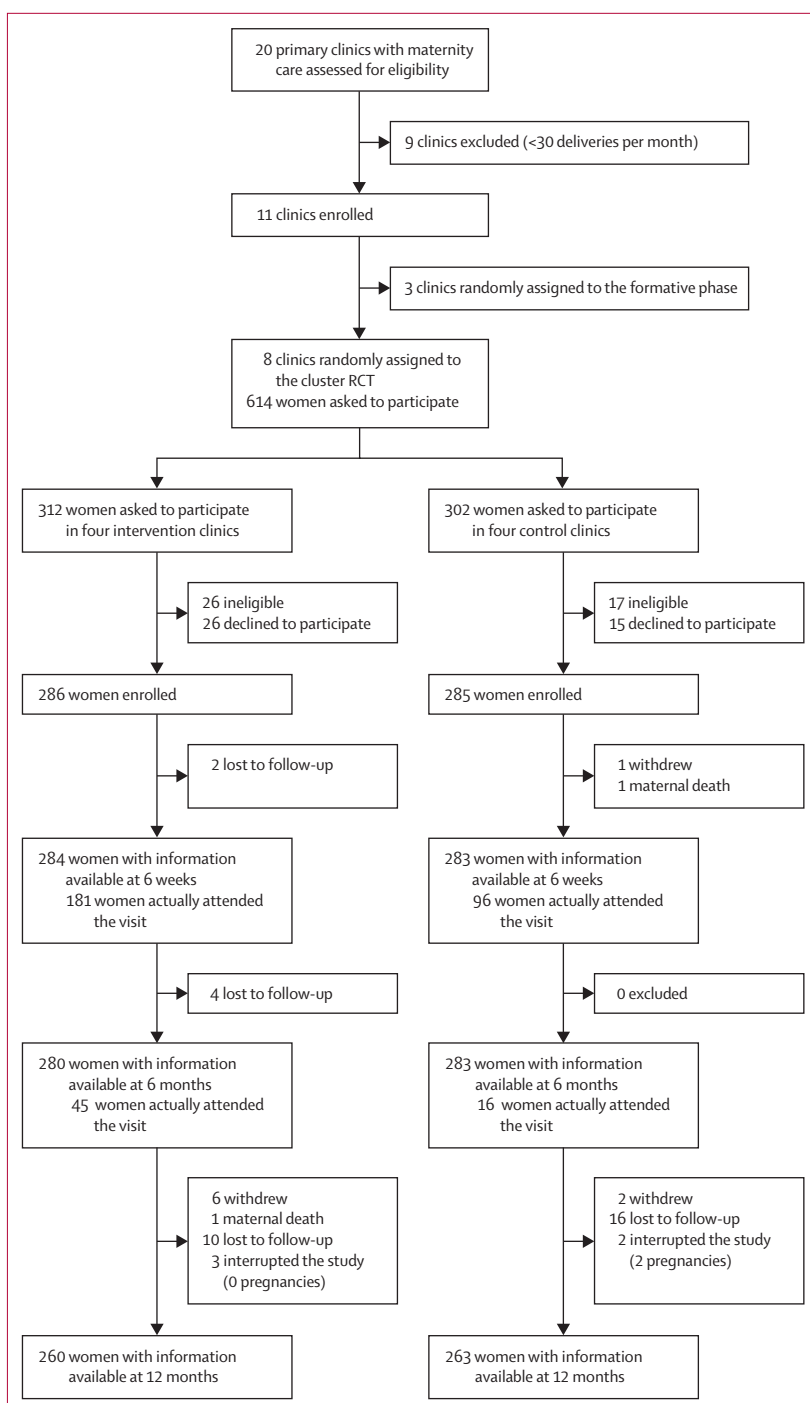 20 primary clinics with maternity
care assessed for eligibility
9 clinics excluded (<30 deliveries per month)
11 clinics enrolled
3 clinics randomly assigned to the formative phase
8 clinics randomly assigned to
the cluster RCT
614 women asked to participate
312 women asked to participate
in four intervention clinics
302 women asked to participate
in four control clinics
26 ineligible
26 declined to participate
17 ineligible
15 declined to participate
286 women enrolled
285 women enrolled
2 lost to follow-up
1 withdrew
1 maternal death
284 women with information
available at 6 weeks
181 women actually attended
the visit
283 women with information
available at 6 weeks
96 women actually attended
the visit
4 lost to follow-up
0 excluded
280 women with information
available at 6 months
45 women actually attended
the visit
283 women with information
available at 6 months
16 women actually attended
the visit
6 withdrew
1 maternal death
10 lost to follow-up
3 interrupted the study
(0 pregnancies)
2 withdrew
16 lost to follow-up
2 interrupted the study
(2 pregnancies)
260 women with information
available at 12 months
263 women with information
available at 12 months